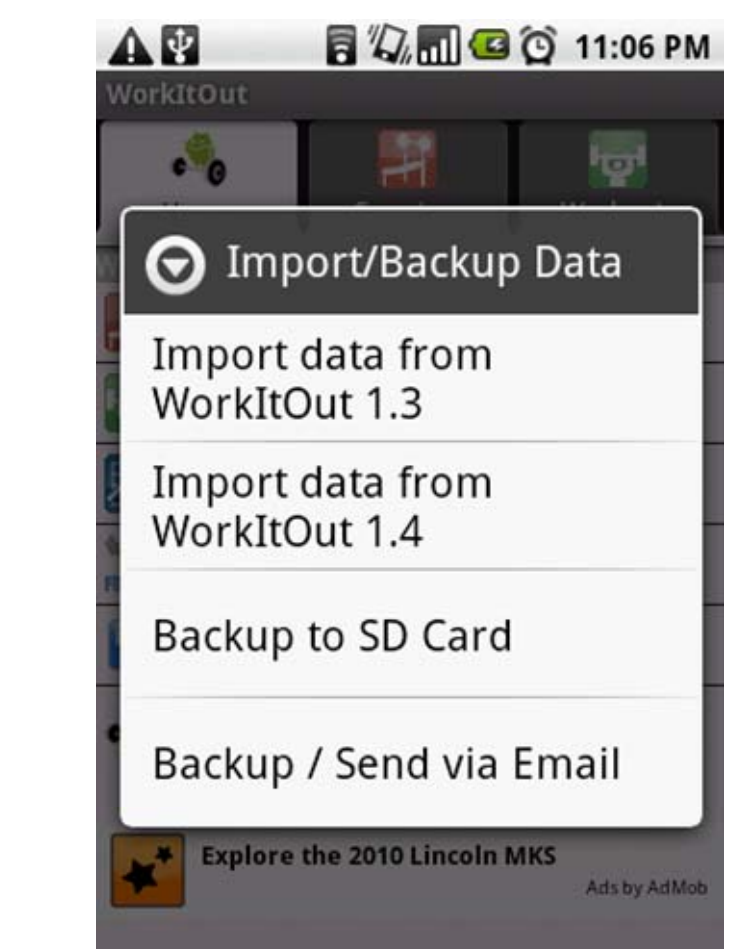 11:06 PM
WorkItOut
Import/Backup Data
Import data from
WorkItOut 1.3
Import data from
WorkItOut 1.4
Backup to SD Card
Backup / Send via Email
Explore the 2010 Lincoln MKS
Ads by AdMob